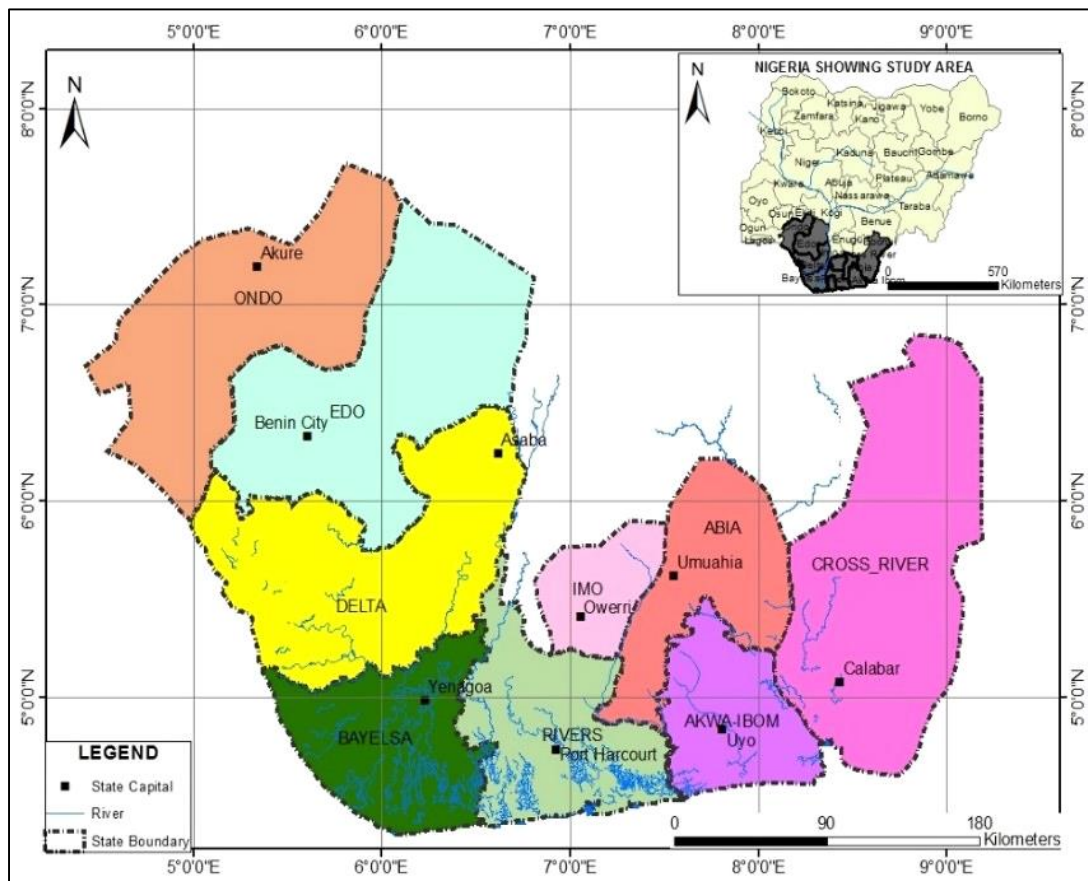 5°0'0"E 6°0'0"E 7°0'0"E 8°0'0"E 9°0'0"E
N
8°0'0"N
7°0'0"N
6°0'0"N
5°0'0"N
NIGERIA SHOWING STUDY AREA
N
Bokoto
Katsina
Jigawa
Yobe
Borno
Zamfara
Kano
Kebbi
Kaduna
Bauchi
Gombe
Niger
Adamawa
Plateau
Kwara
Abuja
Nassarawa
Taraba
Oyo
Osun
Ekiti
Kogi
Benue
Ogun
Lagos
Edo
Enugu
River
0 570
Kilometers
Akure
ONDO
Benin City
EDO
Asaba
ABIA
Umuahia
CROSS_RIVER
IMO
Owerri
DELTA
Calabar
Yenagoa
BAYELSA
RIVERS
Port Harcourt
AKWA-IBOM
Uyo
LEGEND
State Capital
River
State Boundary
0 90 180
Kilometers
8°0'0"N
7°0'0"N
6°0'0"N
5°0'0"N
5°0'0"E 6°0'0"E 7°0'0"E 8°0'0"E 9°0'0"E